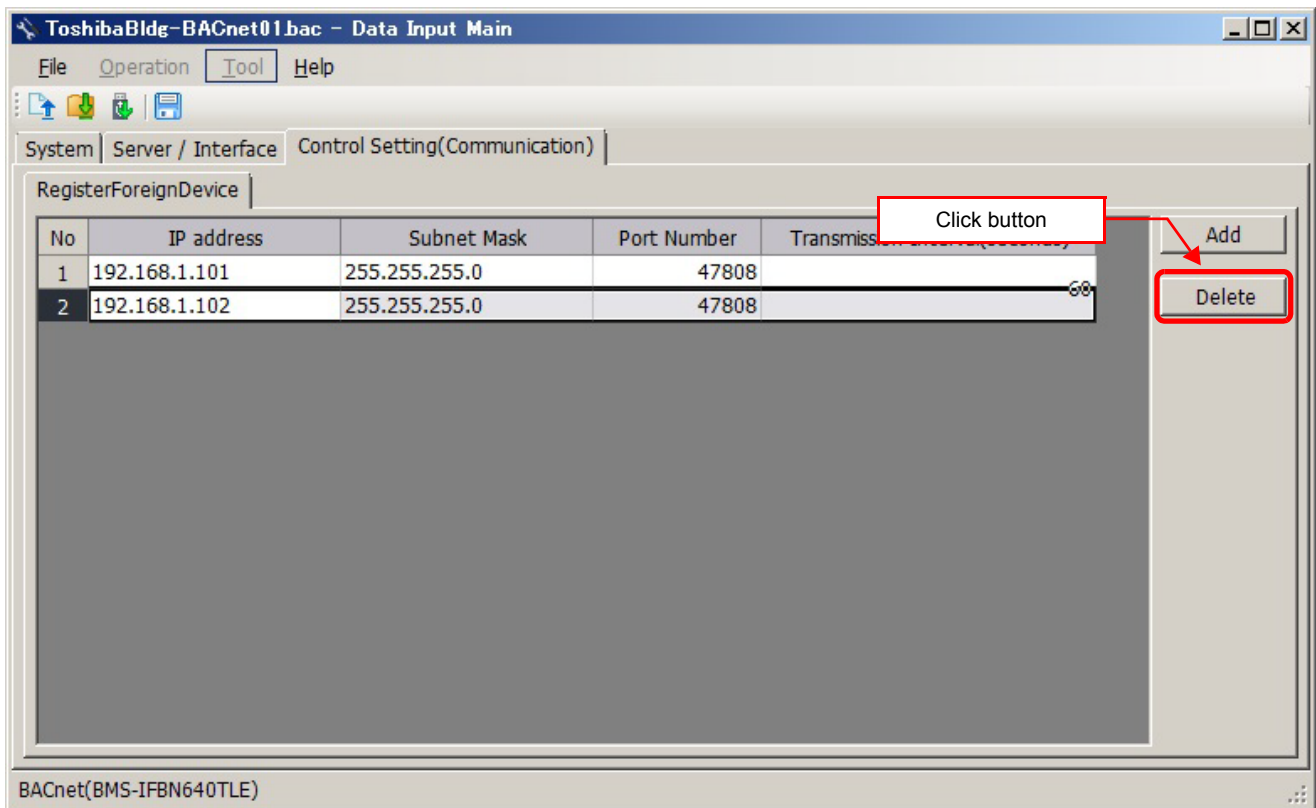 ToshibaBldg-BACnet01.bac - Data Input Main
File Operation Tool Help
System Server / Interface Control Setting(Communication)
RegisterForeignDevice
Click button
No IP address Subnet Mask Port Number Add
1 192.168.1.101 255.255.255.0 47808
60
2 192.168.1.102 255.255.255.0 47808
Delete
BACnet(BMS-IFBN640TLE)